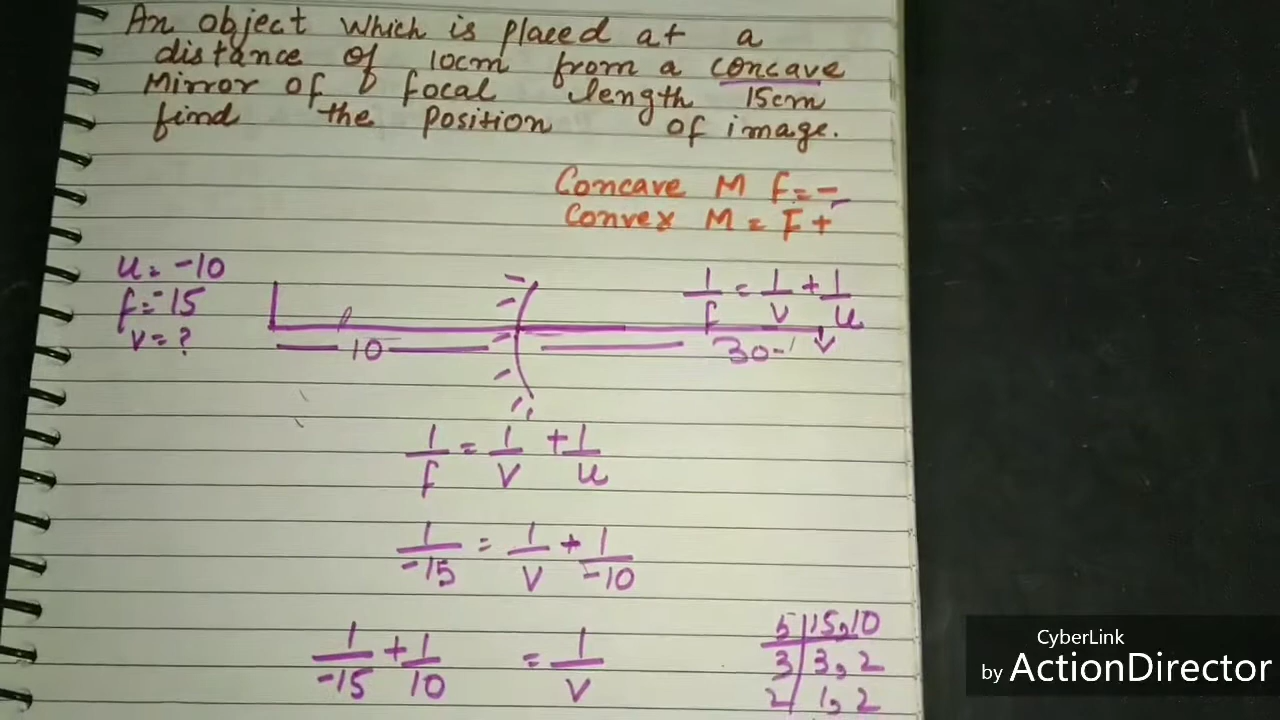 An object which is placed at a
distance of 10cm from a concave
Mirror of focal length 15cm
find the position of image.
Concave M F = -
Convex M = F +
u = -10
f = -15
v = ?
1/f = 1/v + 1/u
10
30
1/f = 1/v + 1/u
1/-15 = 1/v + 1/-10
1/-15 + 1/10 = 1/v
5 | 15, 10
3 | 3, 2
2 | 1, 2
CyberLink
by ActionDirector